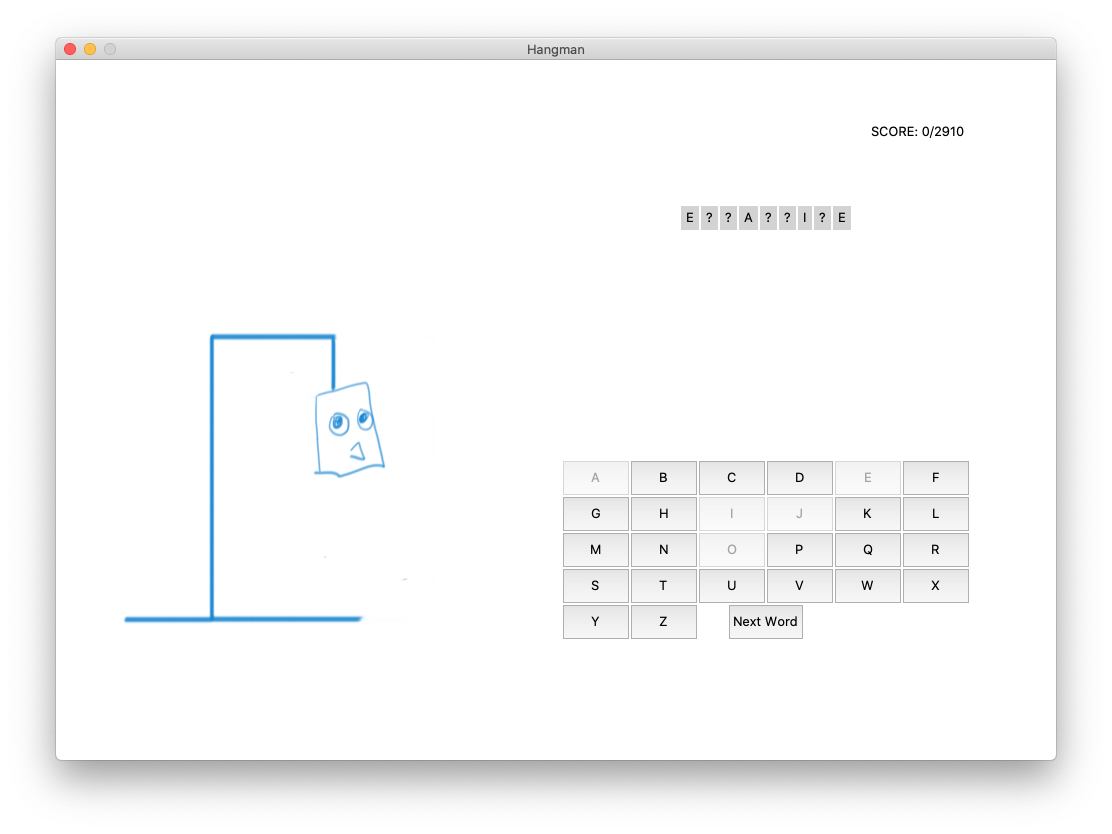 Hangman
SCORE: 0/2910
E ? ? A ? ? I ? E
A B C D E F
G H I J K L
M N O P Q R
S T U V W X
Y Z Next Word